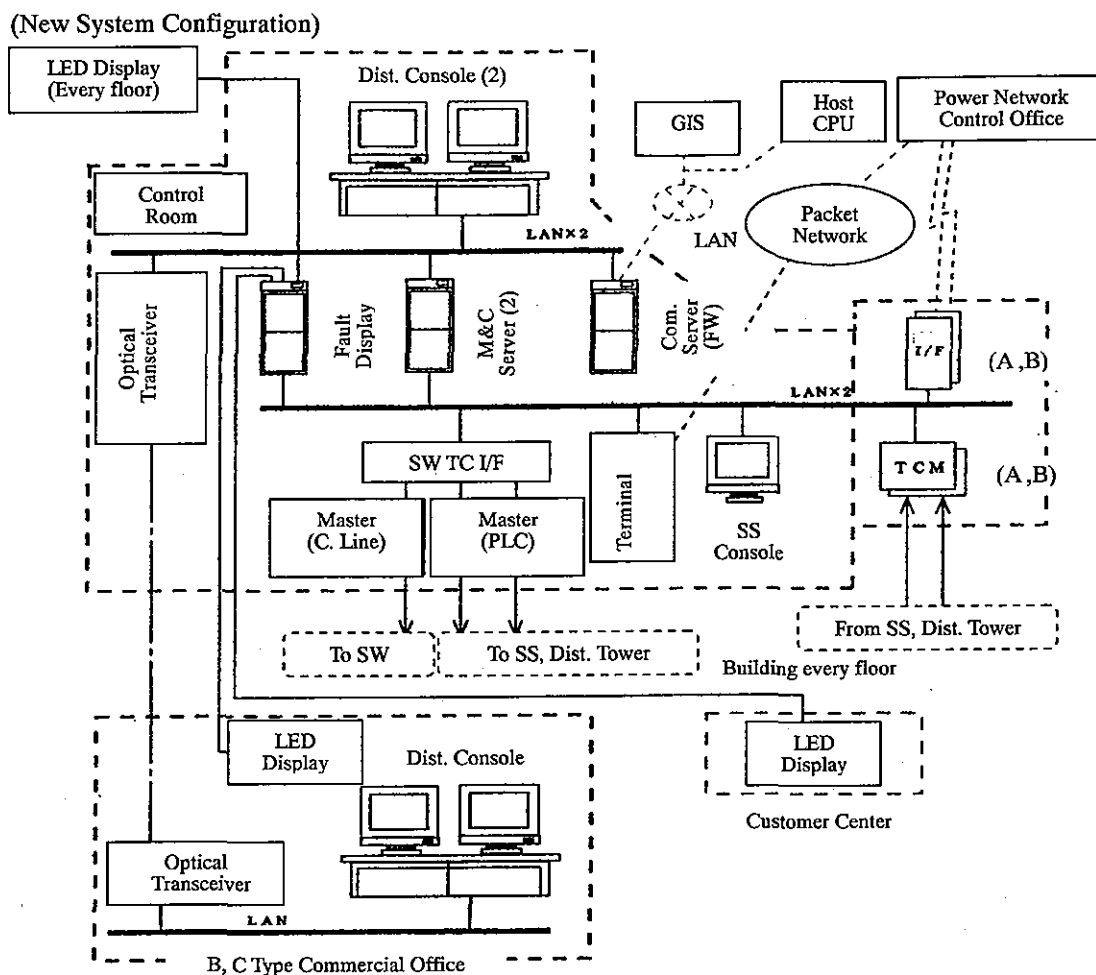 (New System Configuration)
LED Display
(Every floor)
Dist. Console (2)
GIS
Host
CPU
Power Network
Control Office
Control
Room
LAN×2
LAN
Packet
Network
Optical
Transceiver
Fault
Display
M&C
Server (2)
Com.
Server
(FW)
I/F
(A ,B)
LAN×2
SW TC I/F
TCM
(A ,B)
Master
(C. Line)
Master
(PLC)
Terminal
SS
Console
To SW
To SS, Dist. Tower
From SS, Dist. Tower
Building every floor
LED
Display
Dist. Console
LED
Display
Customer Center
Optical
Transceiver
LAN
B, C Type Commercial Office